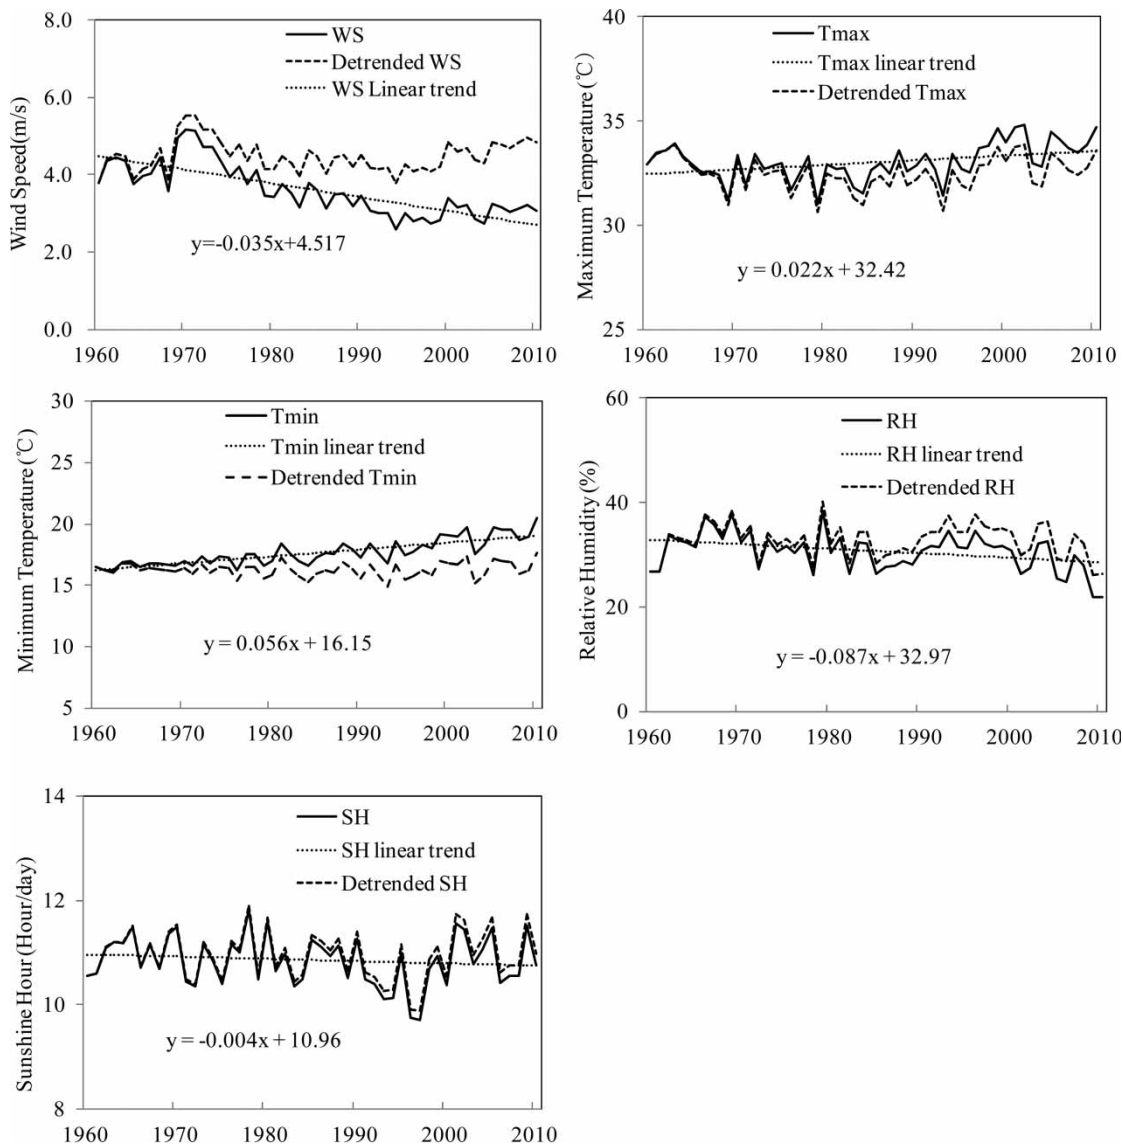 8.0
6.0
4.0
2.0
0.0
Wind Speed(m/s)
WS
Detrended WS
WS Linear trend
y=-0.035x+4.517
1960 1970 1980 1990 2000 2010
40
35
30
25
Maximum Temperature (℃)
Tmax
Tmax linear trend
Detrended Tmax
y = 0.022x + 32.42
1960 1970 1980 1990 2000 2010
30
25
20
15
10
5
Minimum Temperature (℃)
Tmin
Tmin linear trend
Detrended Tmin
y = 0.056x + 16.15
1960 1970 1980 1990 2000 2010
60
40
20
0
Relative Humidity (%)
RH
RH linear trend
Detrended RH
y = -0.087x + 32.97
1960 1970 1980 1990 2000 2010
14
12
10
8
Sunshine Hour (Hour/day)
SH
SH linear trend
Detrended SH
y = -0.004x + 10.96
1960 1970 1980 1990 2000 2010